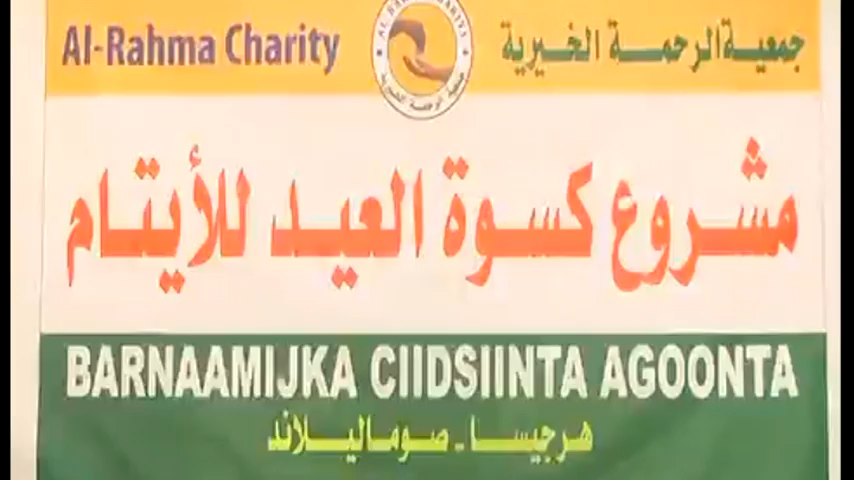 Al-Rahma Charity جمعية الرحمة الخيرية
مشروع كسوة العيد للأيتام
BARNAAMIJKA CIIDSIINTA AGOONTA
هرجيسا - صوماليلاند